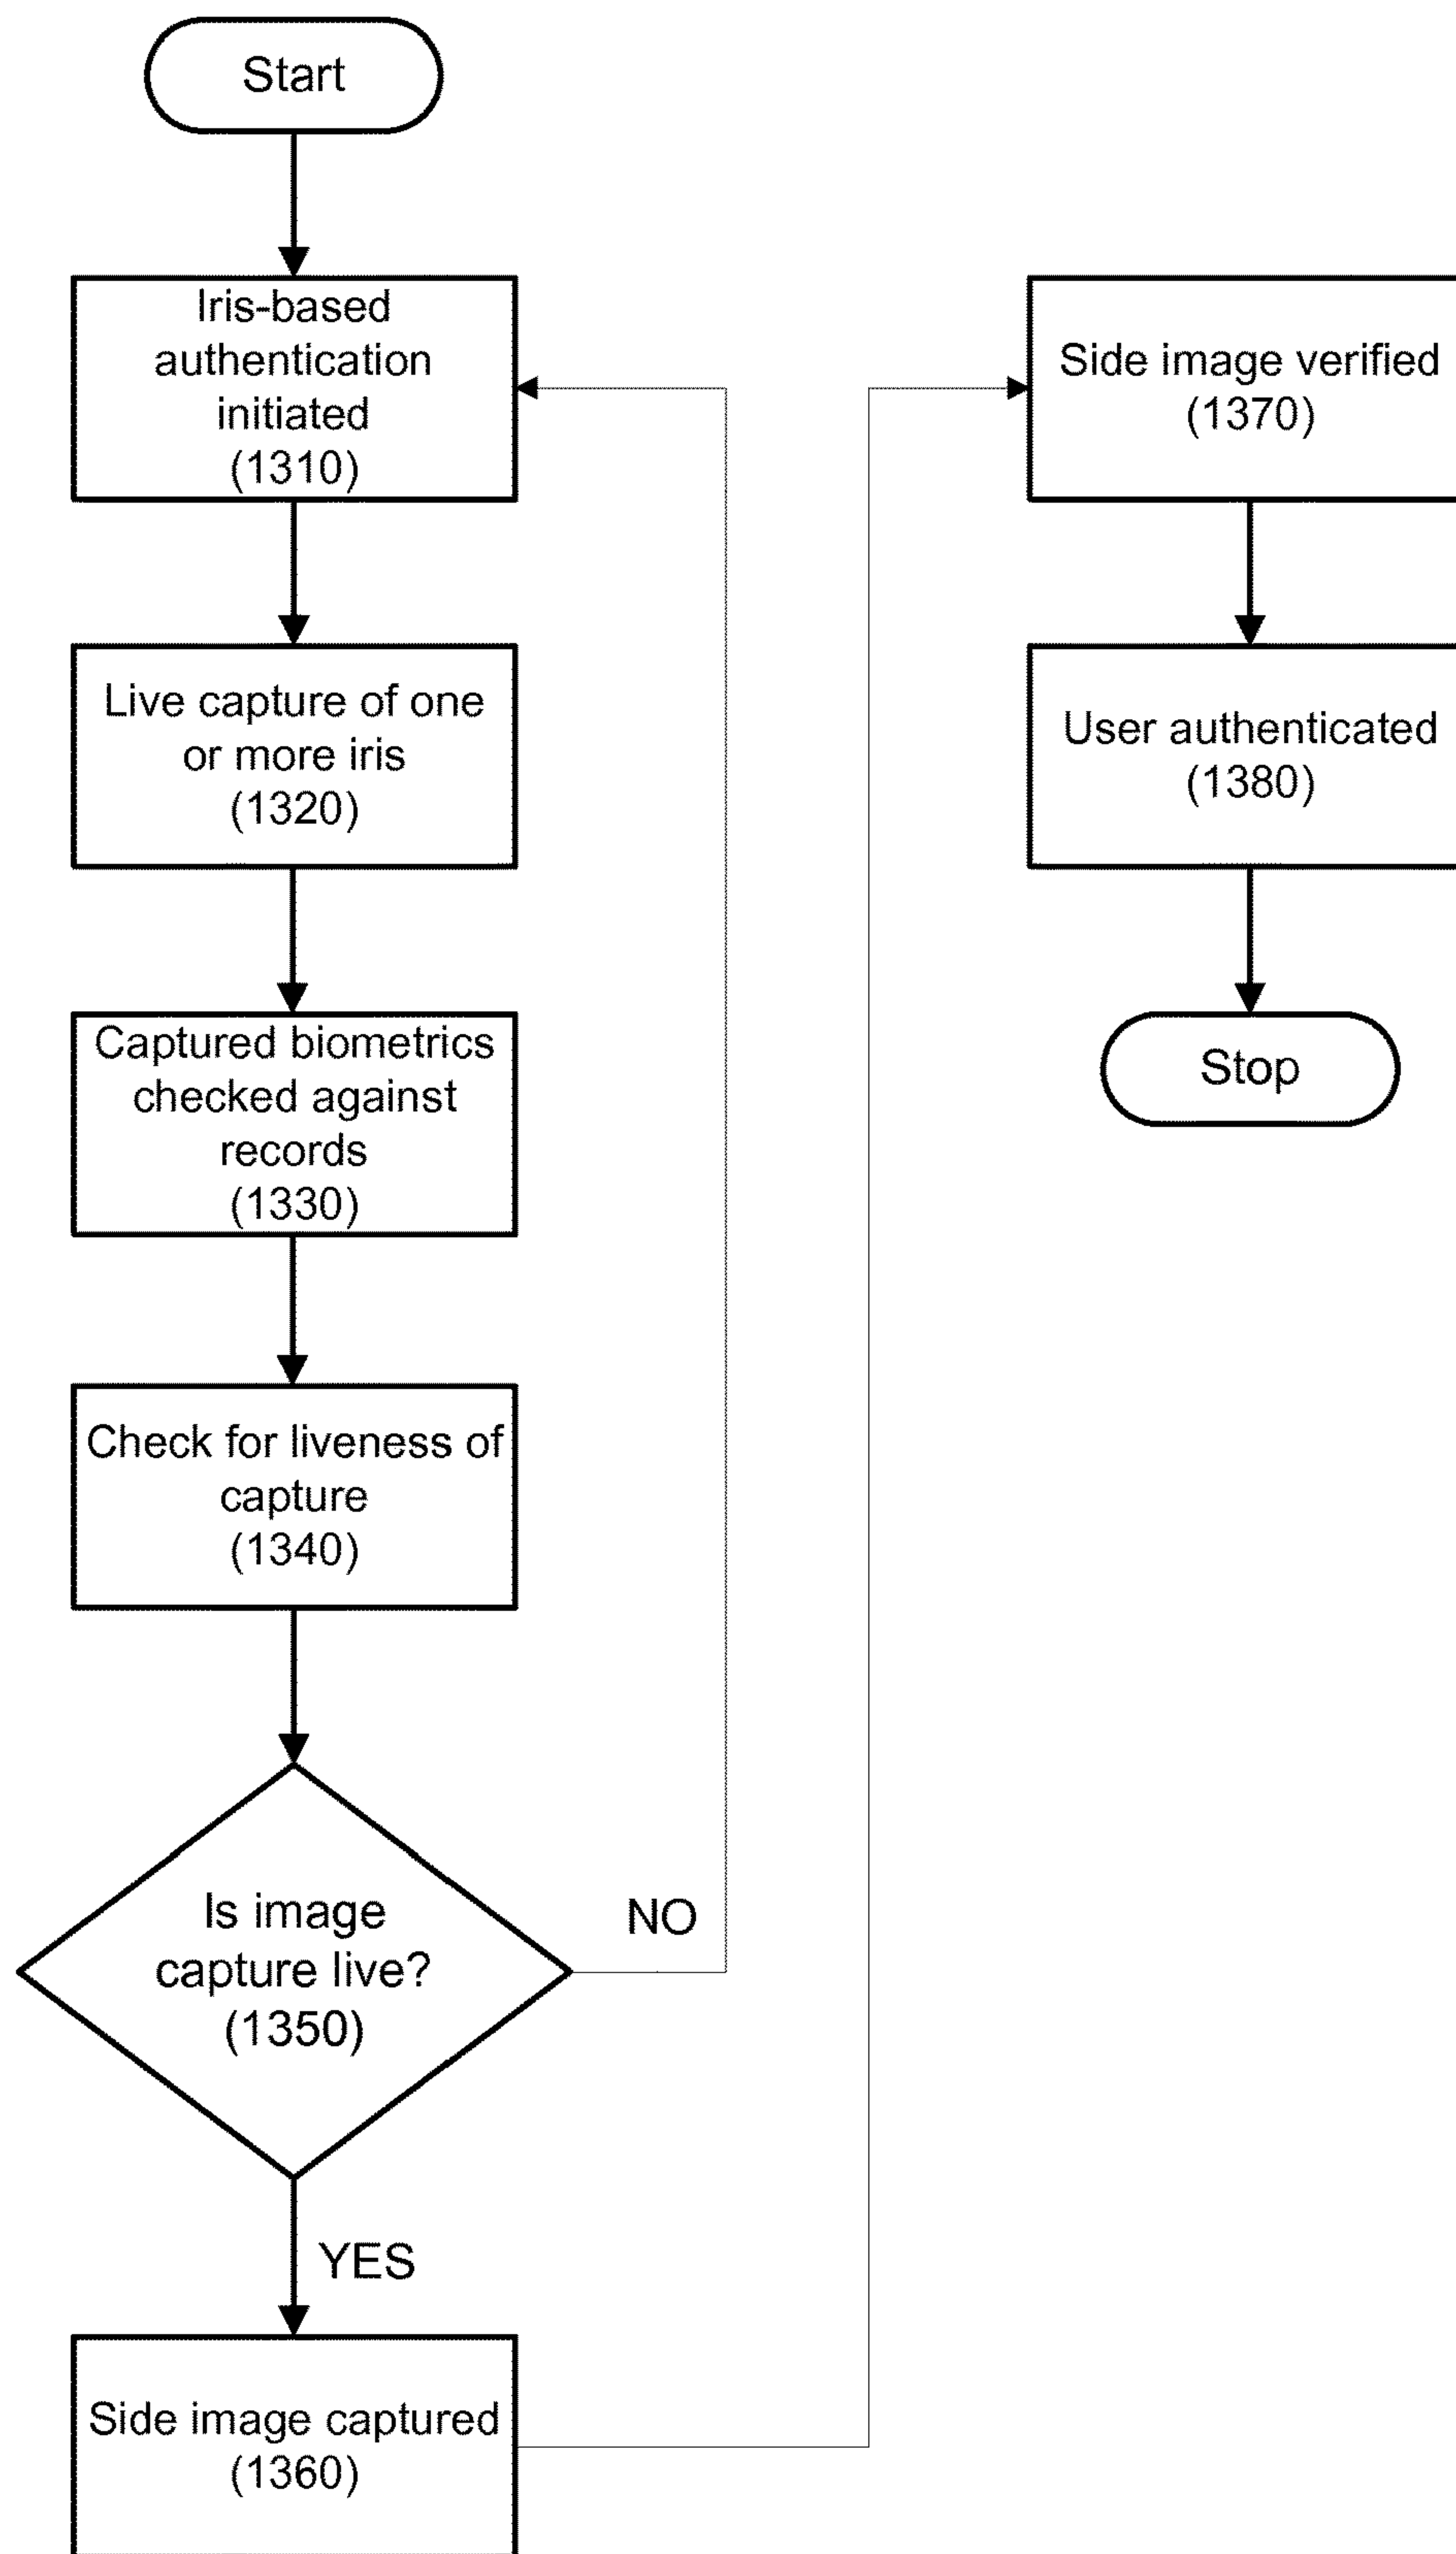 Start
Iris-based
authentication
initiated
(1310)
Live capture of one
or more iris
(1320)
Captured biometrics
checked against
records
(1330)
Check for liveness of
capture
(1340)
Is image
capture live?
(1350)
NO
YES
Side image captured
(1360)
Side image verified
(1370)
User authenticated
(1380)
Stop